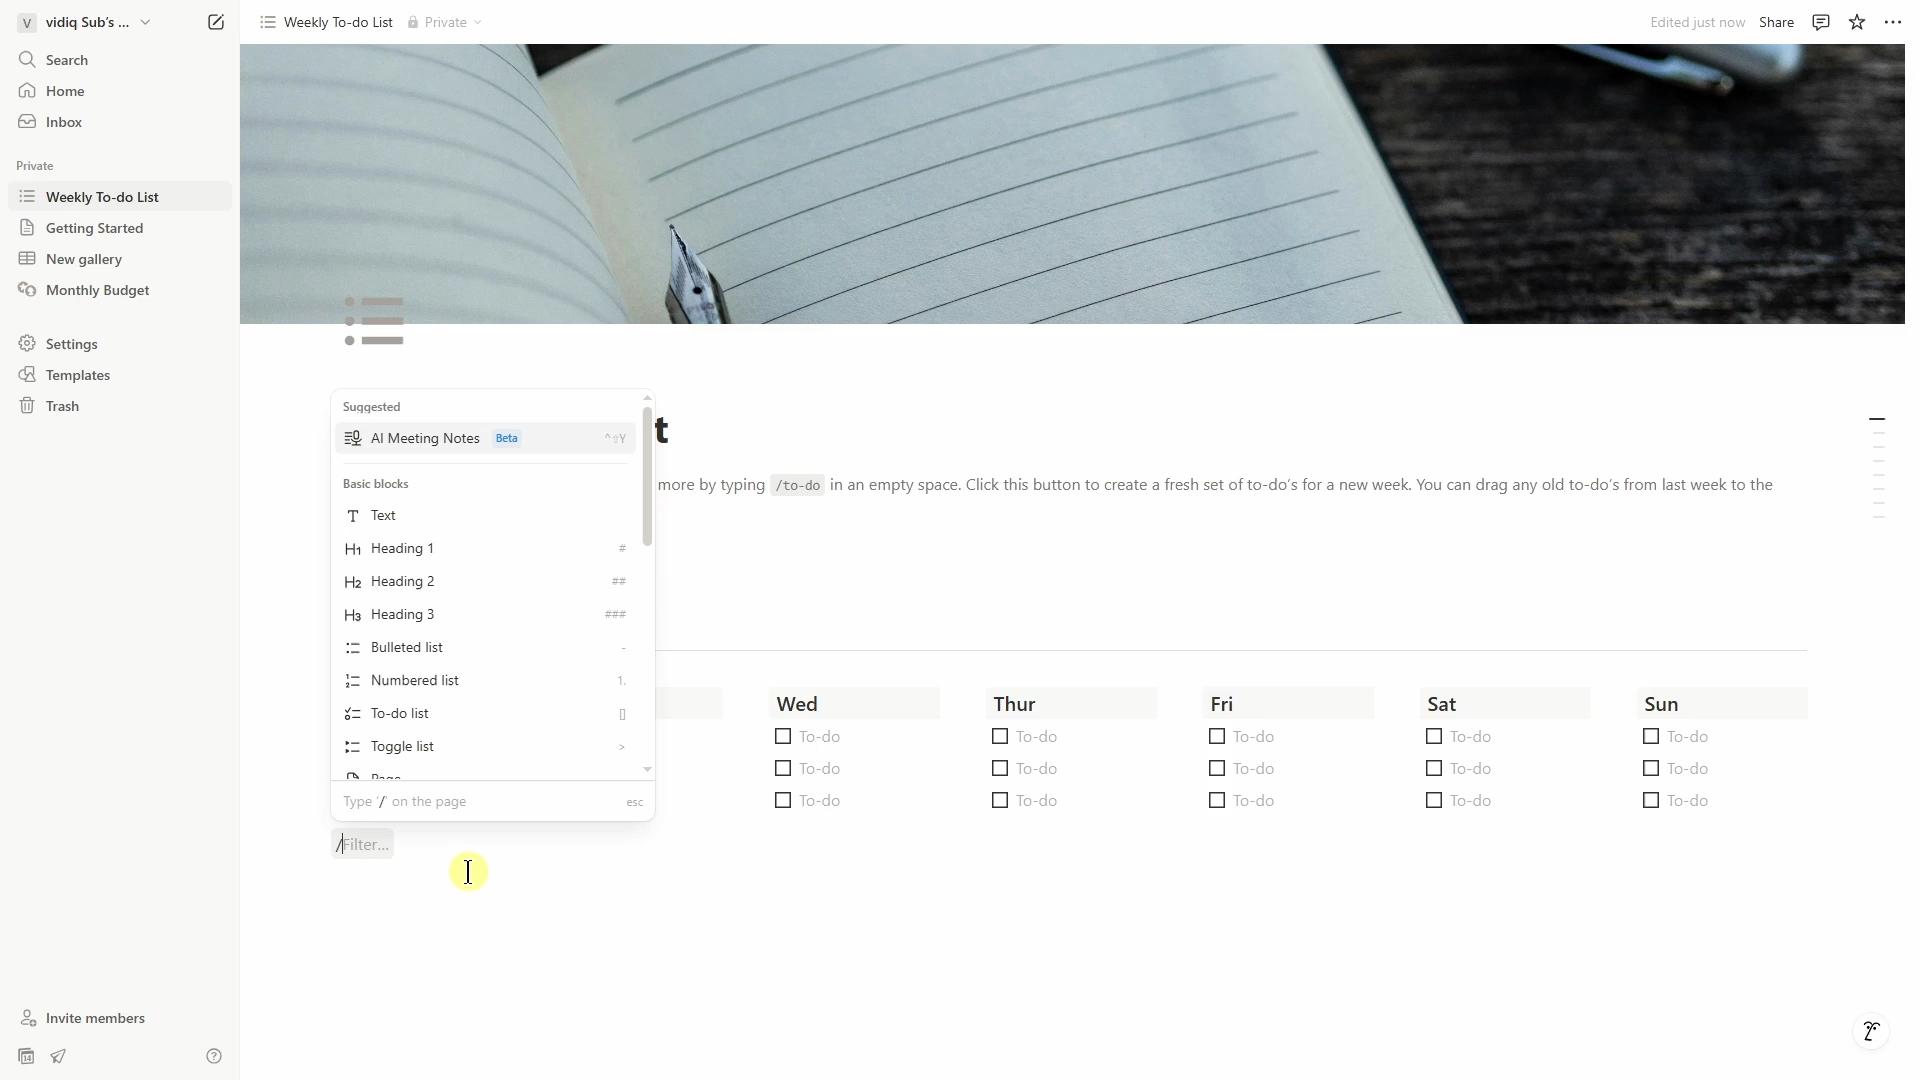 V vidiq Sub's ...
Search
Home
Inbox
Private
Weekly To-do List
Getting Started
New gallery
Monthly Budget
Settings
Templates
Trash
Invite members
14
Weekly To-do List Private
Edited just now Share
t
more by typing /to-do in an empty space. Click this button to create a fresh set of to-do's for a new week. You can drag any old to-do's from last week to the
Suggested
AI Meeting Notes Beta ^⇧Y
Basic blocks
Text
Heading 1 #
Heading 2 ##
Heading 3 ###
Bulleted list -
Numbered list 1.
To-do list []
Toggle list >
Page
Type '/' on the page esc
/Filter...
Wed Thur Fri Sat Sun
To-do To-do To-do To-do To-do
To-do To-do To-do To-do To-do
To-do To-do To-do To-do To-do